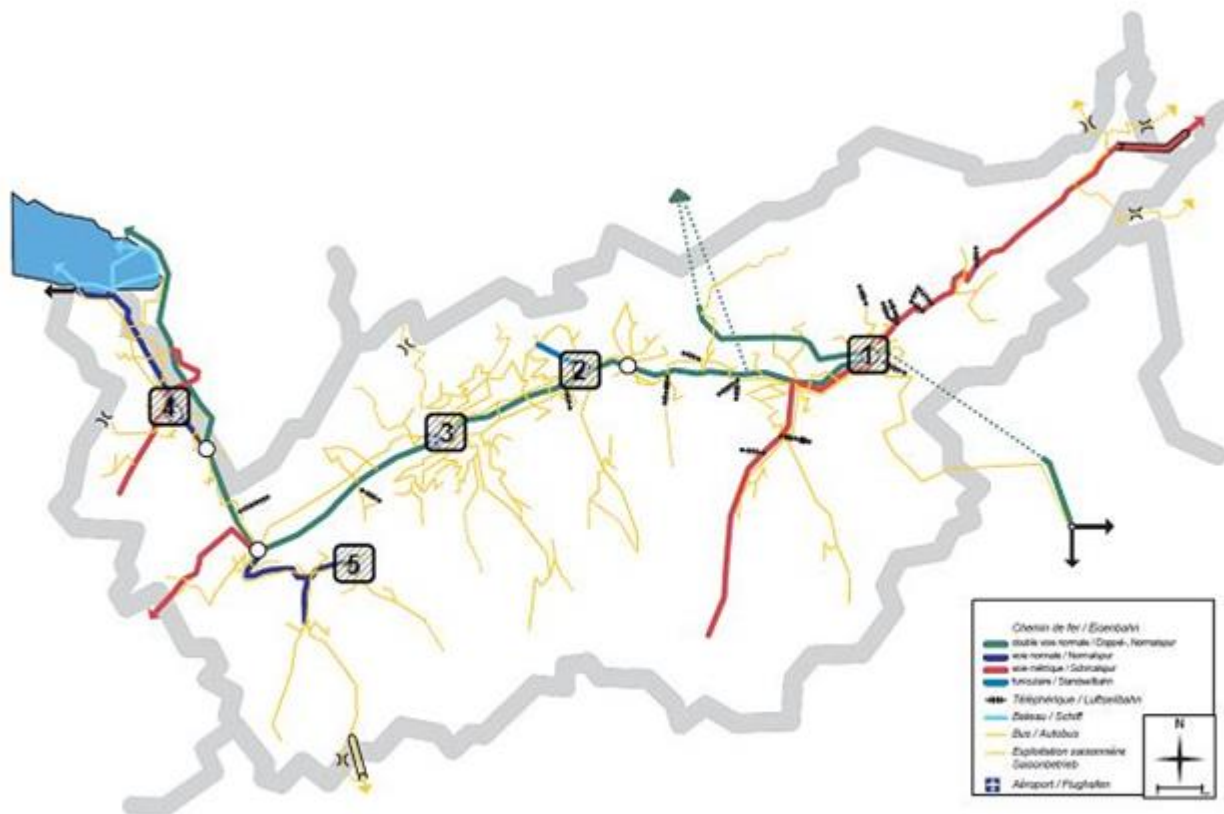 1
2
4
3
5
Chemin de fer / Eisenbahn
double voie normale / Doppel-, Normalspur
voie normale / Normalspur
voie métrique / Schmalspur
funiculaire / Standseilbahn
Téléphérique / Luftseilbahn
Bateau / Schiff
Bus / Autobus
Exploitation saisonnière
Saisonbetrieb
Aéroport / Flughafen
N